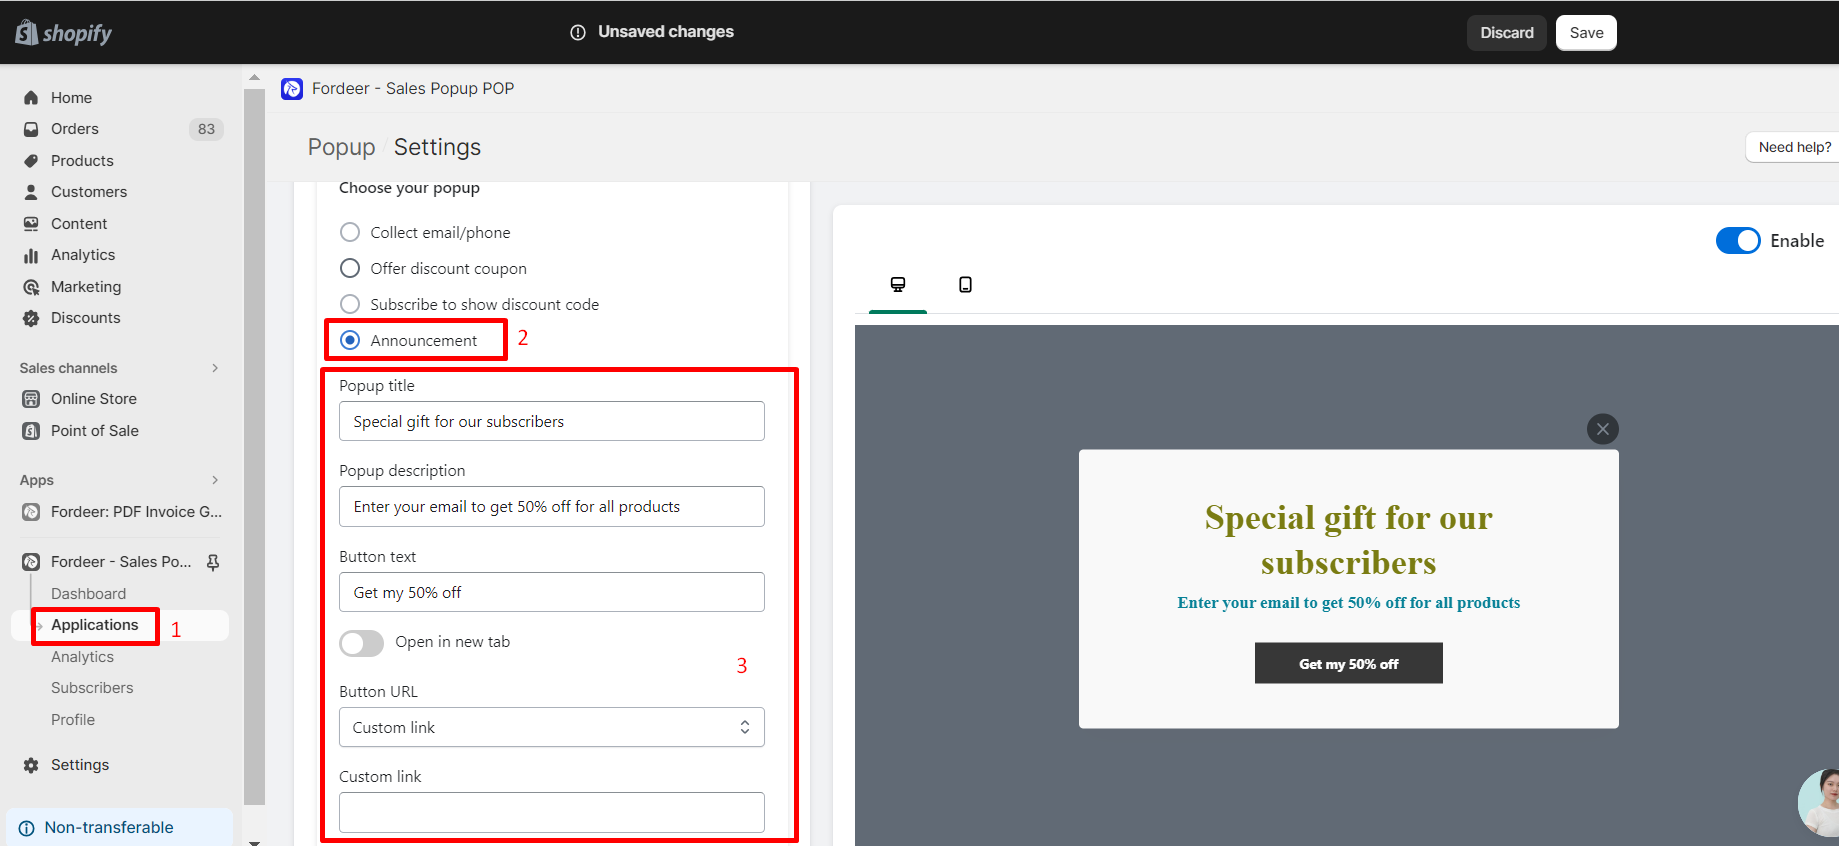 shopify
Unsaved changes
Discard
Save
Home
Orders
83
Products
Customers
Content
Analytics
Marketing
Discounts
Sales channels
Online Store
Point of Sale
Apps
Fordeer: PDF Invoice G...
Fordeer - Sales Po...
Dashboard
Applications
1
Analytics
Subscribers
Profile
Settings
Non-transferable
Fordeer - Sales Popup POP
Popup / Settings
Need help?
Choose your popup
Collect email/phone
Offer discount coupon
Subscribe to show discount code
Announcement
2
Popup title
Special gift for our subscribers
Popup description
Enter your email to get 50% off for all products
Button text
Get my 50% off
Open in new tab
3
Button URL
Custom link
Custom link
Enable
Special gift for our
subscribers
Enter your email to get 50% off for all products
Get my 50% off